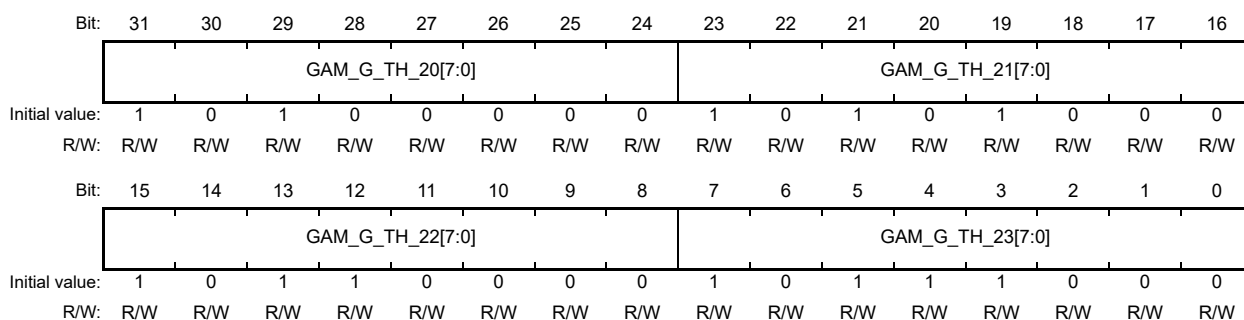 Bit: 31 30 29 28 27 26 25 24 23 22 21 20 19 18 17 16
GAM_G_TH_20[7:0] GAM_G_TH_21[7:0]
Initial value: 1 0 1 0 0 0 0 0 1 0 1 0 1 0 0 0
R/W: R/W R/W R/W R/W R/W R/W R/W R/W R/W R/W R/W R/W R/W R/W R/W R/W
Bit: 15 14 13 12 11 10 9 8 7 6 5 4 3 2 1 0
GAM_G_TH_22[7:0] GAM_G_TH_23[7:0]
Initial value: 1 0 1 1 0 0 0 0 1 0 1 1 1 0 0 0
R/W: R/W R/W R/W R/W R/W R/W R/W R/W R/W R/W R/W R/W R/W R/W R/W R/W